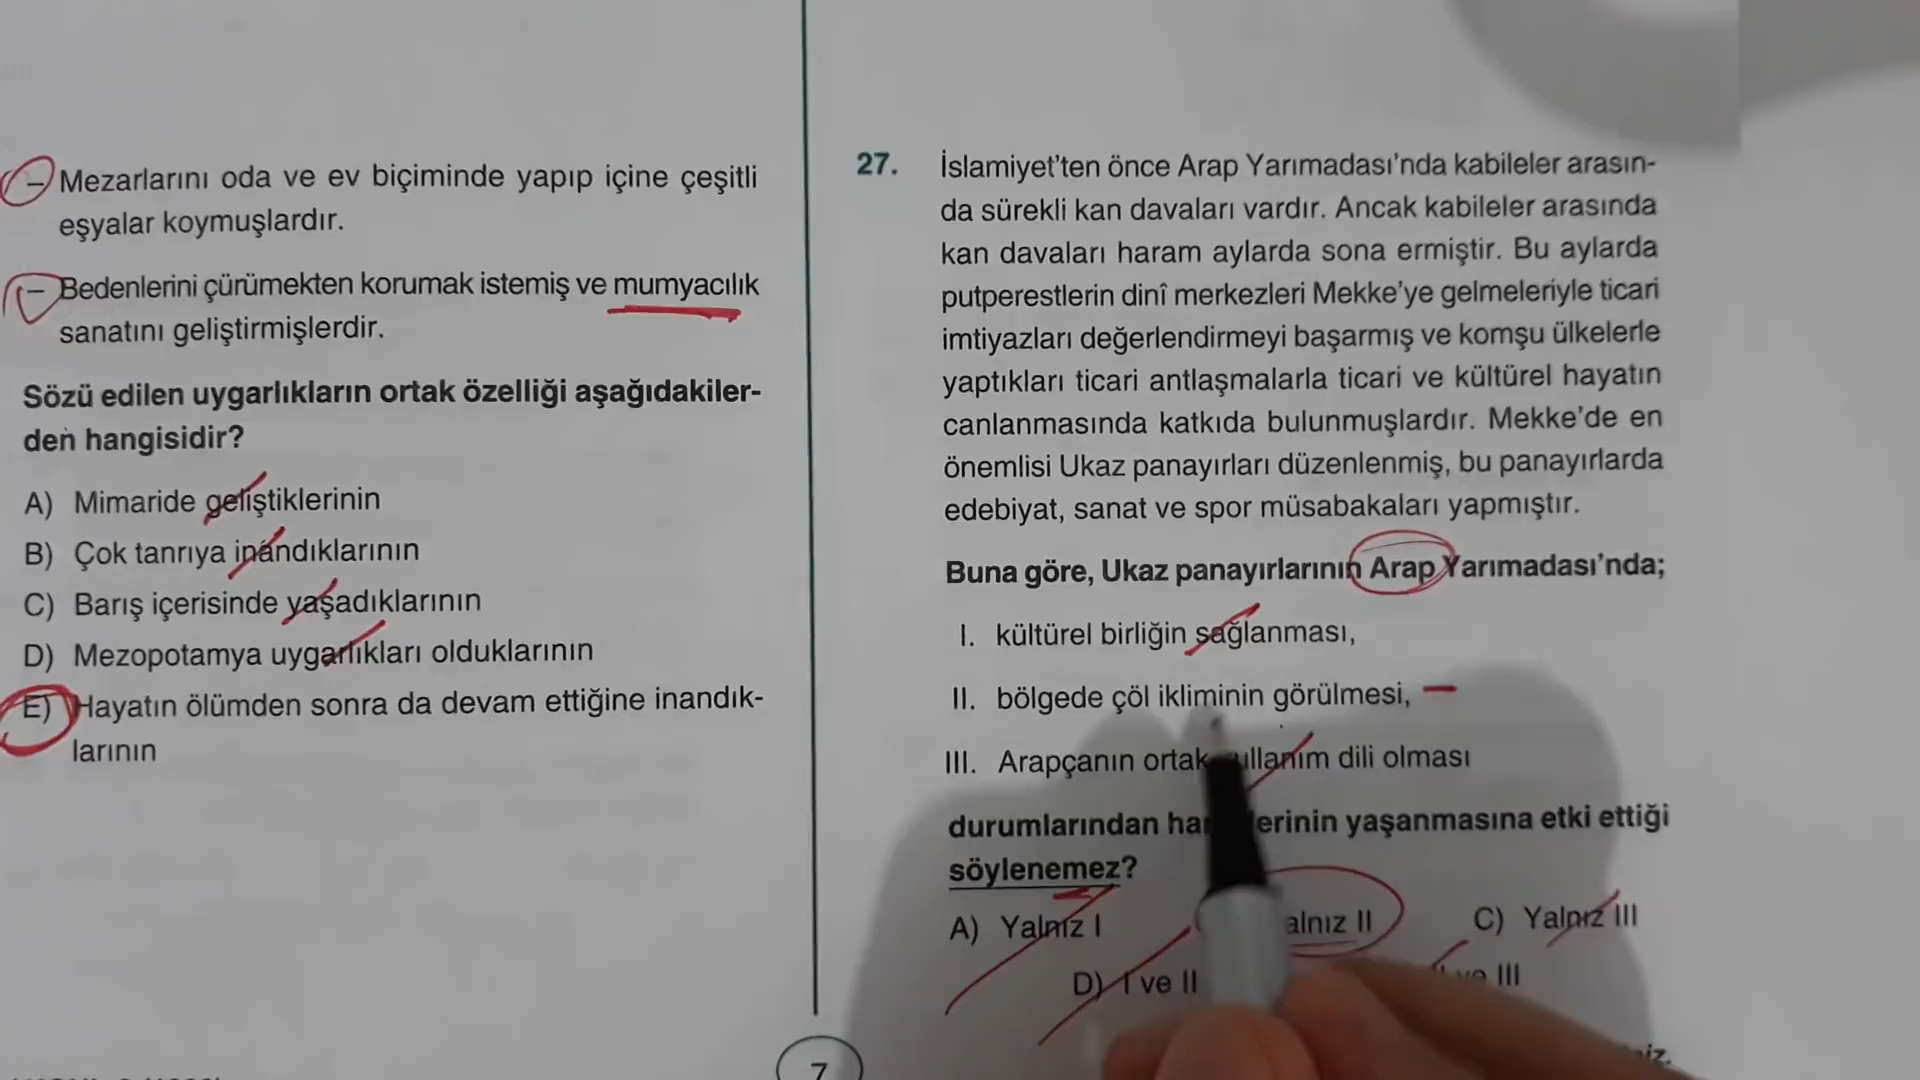 – Mezarlarını oda ve ev biçiminde yapıp içine çeşitli
eşyalar koymuşlardır.
– Bedenlerini çürümekten korumak istemiş ve mumyacılık
sanatını geliştirmişlerdir.
Sözü edilen uygarlıkların ortak özelliği aşağıdakiler-
den hangisidir?
A) Mimaride geliştiklerinin
B) Çok tanrıya inandıklarının
C) Barış içerisinde yaşadıklarının
D) Mezopotamya uygarlıkları olduklarının
E) Hayatın ölümden sonra da devam ettiğine inandık-
larının
27. İslamiyet'ten önce Arap Yarımadası'nda kabileler arasın-
da sürekli kan davaları vardır. Ancak kabileler arasında
kan davaları haram aylarda sona ermiştir. Bu aylarda
putperestlerin dinî merkezleri Mekke'ye gelmeleriyle ticari
imtiyazları değerlendirmeyi başarmış ve komşu ülkelerle
yaptıkları ticari antlaşmalarla ticari ve kültürel hayatın
canlanmasında katkıda bulunmuşlardır. Mekke'de en
önemlisi Ukaz panayırları düzenlenmiş, bu panayırlarda
edebiyat, sanat ve spor müsabakaları yapmıştır.
Buna göre, Ukaz panayırlarının Arap Yarımadası'nda;
I. kültürel birliğin sağlanması,
II. bölgede çöl ikliminin görülmesi,
III. Arapçanın ortak kullanım dili olması
durumlarından yaşanmasına etki ettiği
söylenemez?
A) Yalnız I alnız II C) Yalnız III
D) I ve II ve III
7